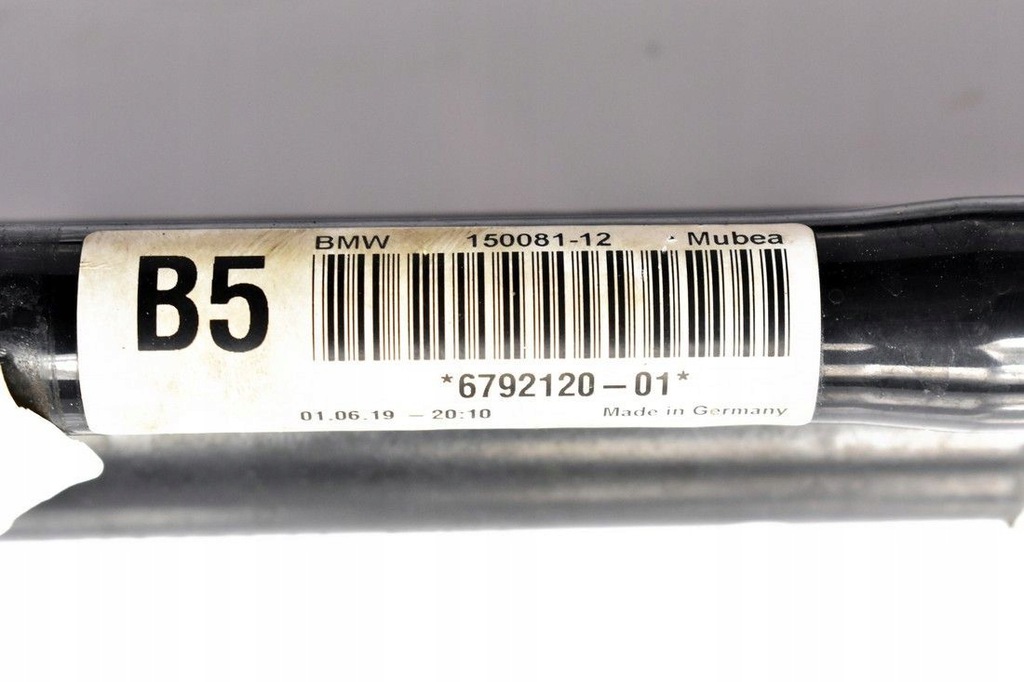 B5
BMW 150081-12 Mubea
*6792120-01*
01.06.19 - 20:10 Made in Germany